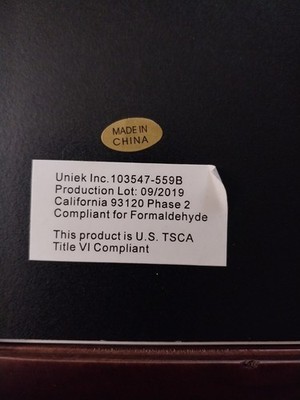 MADE IN
CHINA
Uniek Inc.103547-559B
Production Lot: 09/2019
California 93120 Phase 2
Compliant for Formaldehyde
This product is U.S. TSCA
Title VI Compliant